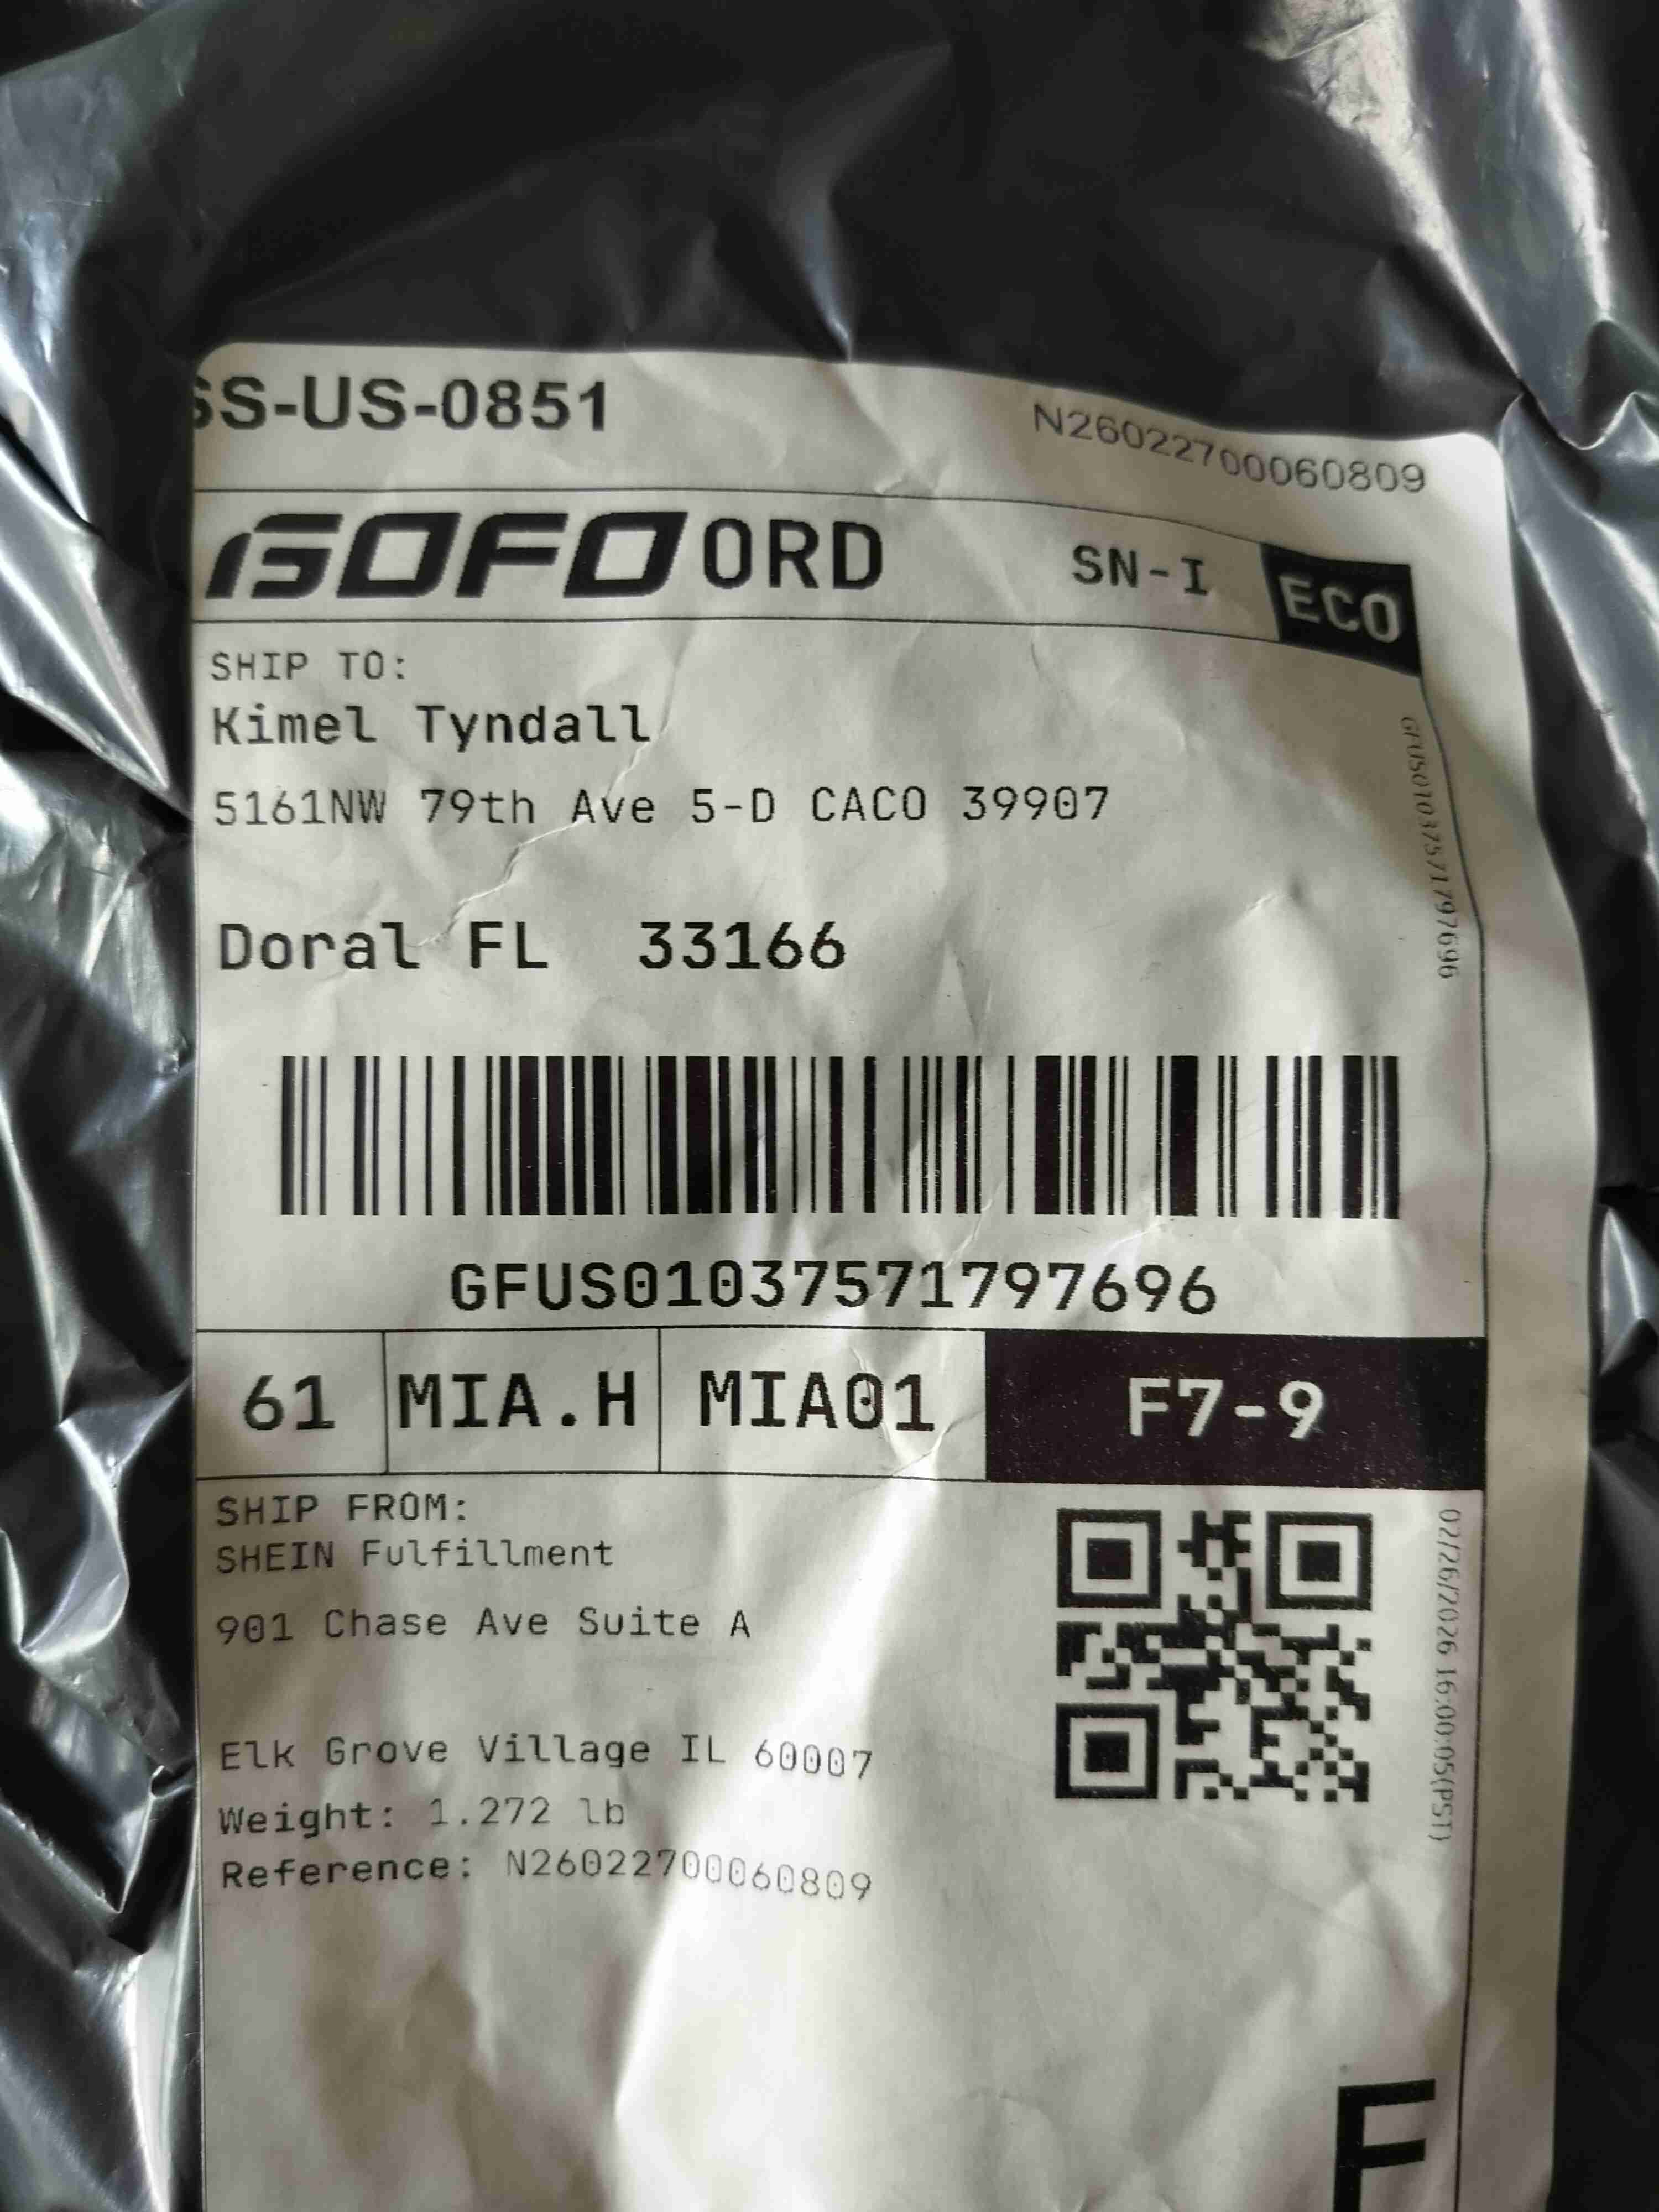 SS-US-0851
N26022700060809
GOFO ORD SN-I ECO
SHIP TO:
Kimel Tyndall
5161NW 79th Ave 5-D CACO 39907
Doral FL 33166
GFUS01037571797696
GFUS01037571797696
61 MIA.H MIA01 F7-9
SHIP FROM:
SHEIN Fulfillment
901 Chase Ave Suite A
Elk Grove Village IL 60007
Weight: 1.272 lb
Reference: N26022700060809
02/26/2026 16:00:05(PST)
F